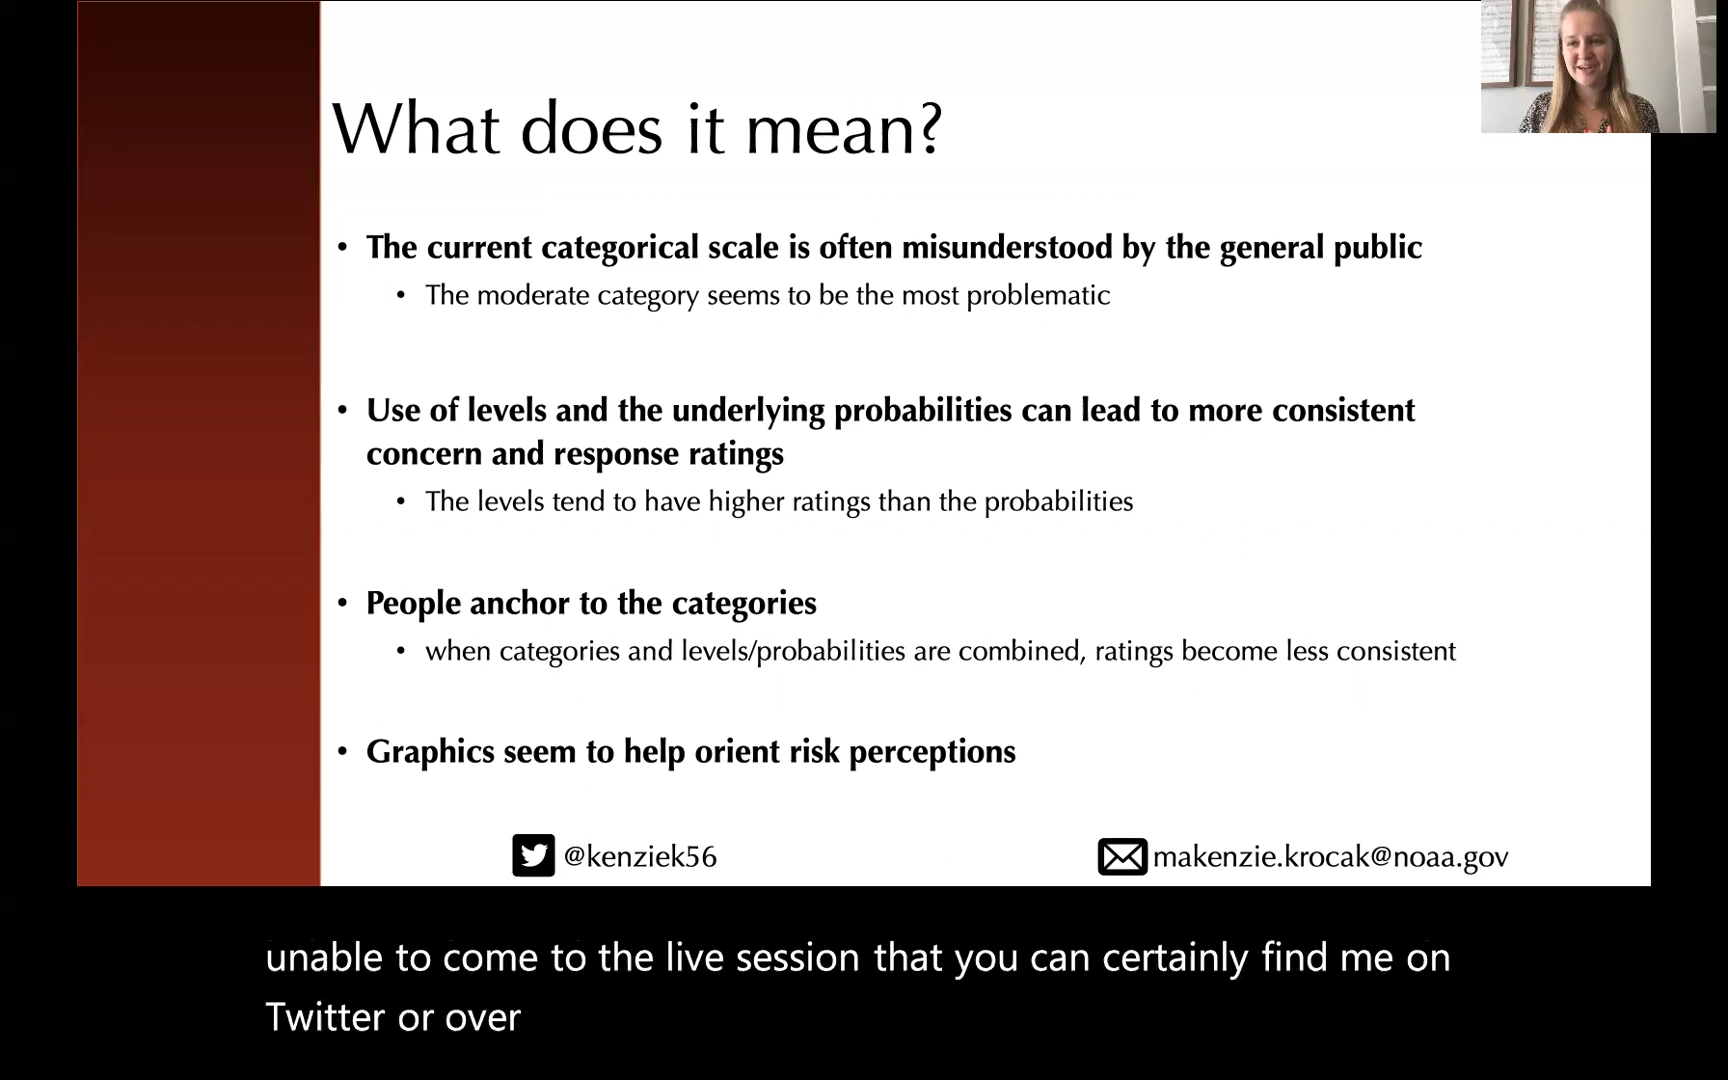 What does it mean?
• The current categorical scale is often misunderstood by the general public
• The moderate category seems to be the most problematic
• Use of levels and the underlying probabilities can lead to more consistent
concern and response ratings
• The levels tend to have higher ratings than the probabilities
• People anchor to the categories
• when categories and levels/probabilities are combined, ratings become less consistent
• Graphics seem to help orient risk perceptions
@kenziek56
makenzie.krocak@noaa.gov
unable to come to the live session that you can certainly find me on
Twitter or over